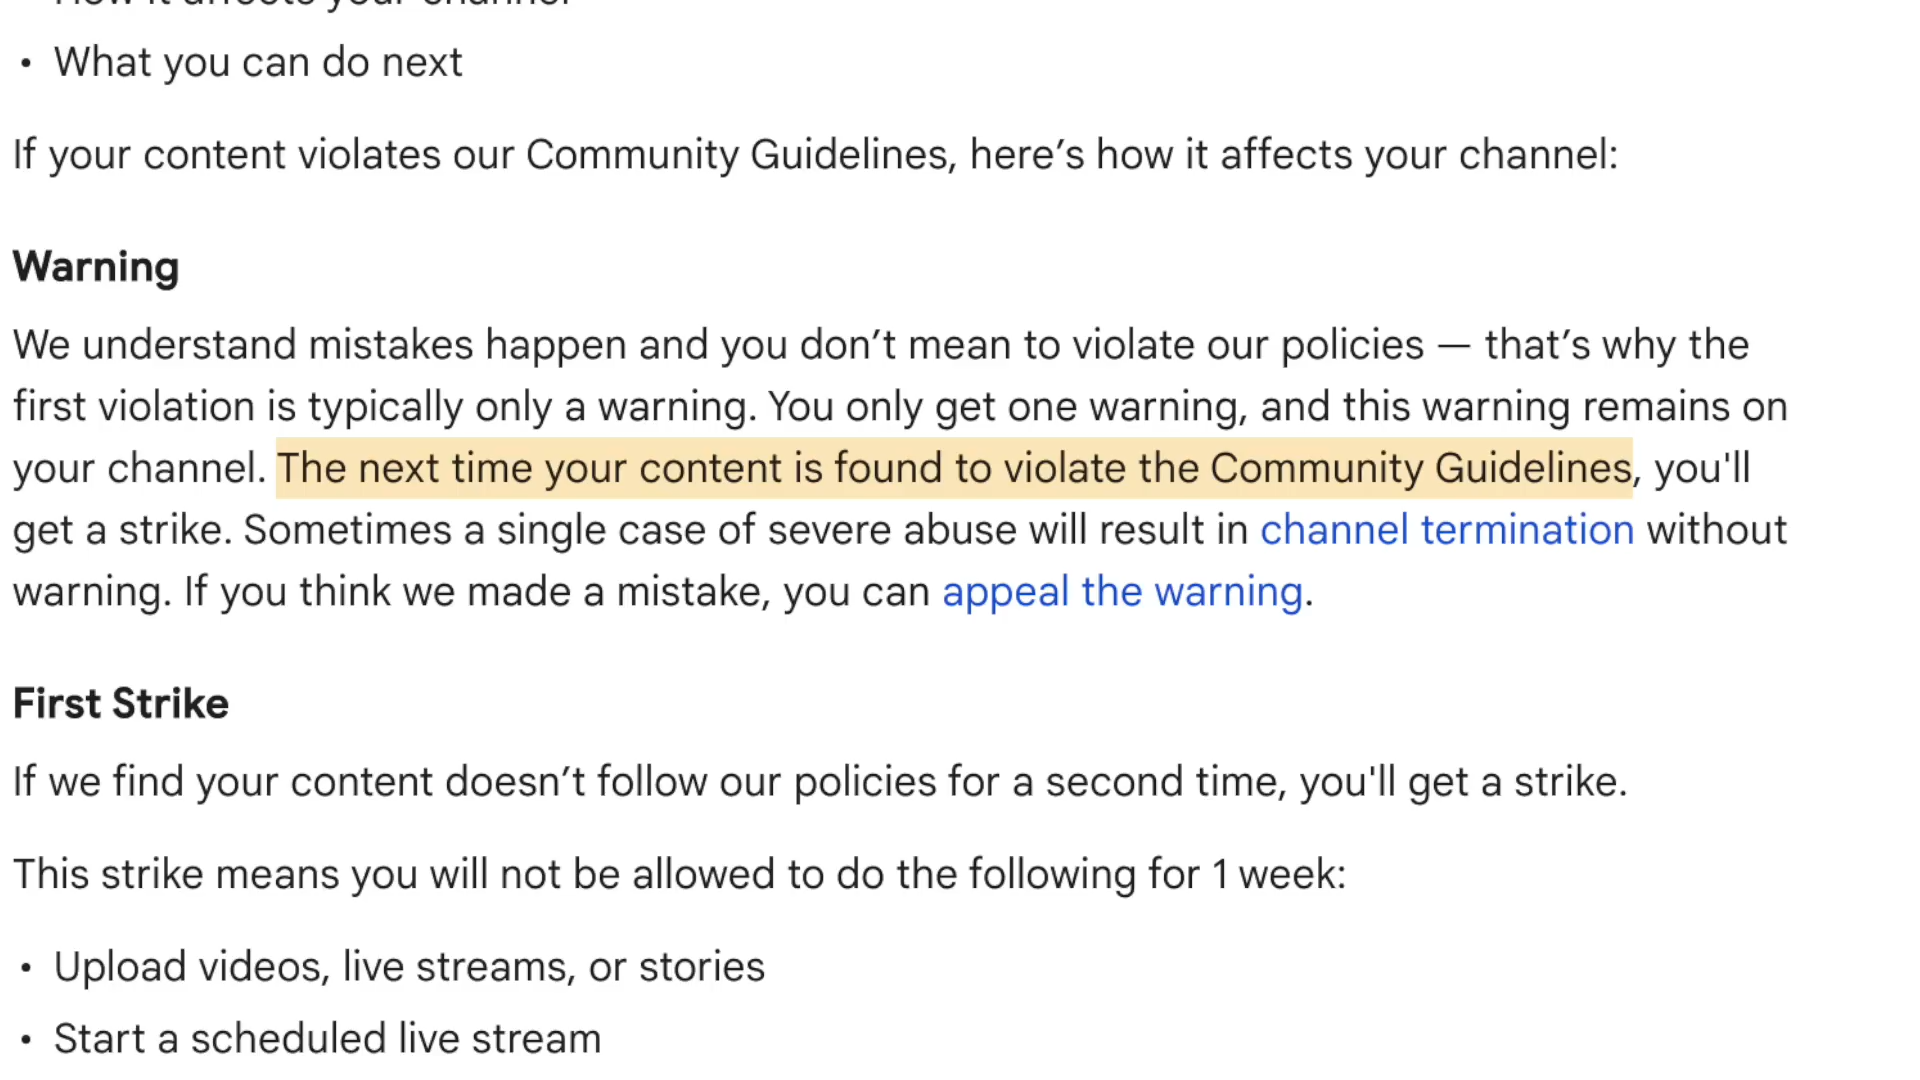 How it affects your channel
• What you can do next
If your content violates our Community Guidelines, here’s how it affects your channel:
Warning
We understand mistakes happen and you don’t mean to violate our policies — that’s why the
first violation is typically only a warning. You only get one warning, and this warning remains on
your channel. The next time your content is found to violate the Community Guidelines, you'll
get a strike. Sometimes a single case of severe abuse will result in channel termination without
warning. If you think we made a mistake, you can appeal the warning.
First Strike
If we find your content doesn’t follow our policies for a second time, you'll get a strike.
This strike means you will not be allowed to do the following for 1 week:
• Upload videos, live streams, or stories
• Start a scheduled live stream